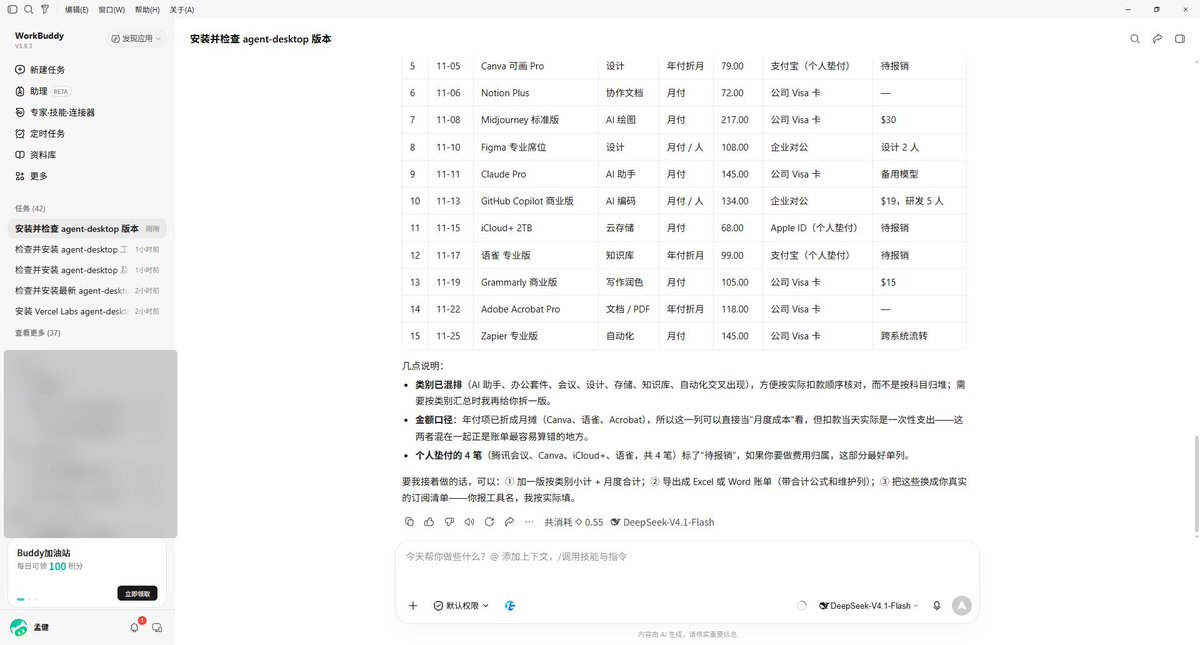 编辑(E) 窗口(W) 帮助(H) 关于(A)
WorkBuddy
V5.9.3
发现应用
新建任务
助理 BETA
专家·技能·连接器
定时任务
资料库
更多
任务 (42)
安装并检查 agent-desktop 版本 刚刚
检查并安装 agent-desktop 工 1小时前
检查并安装 agent-desktop 及 1小时前
检查并安装最新 agent-deskto 2小时前
安装 Vercel Labs agent-deskt 2小时前
查看更多 (37)
Buddy加油站
每日可领 100 积分
立即领取
孟健
1
安装并检查 agent-desktop 版本
5 11-05 Canva 可画 Pro 设计 年付折月 79.00 支付宝（个人垫付） 待报销
6 11-06 Notion Plus 协作文档 月付 72.00 公司 Visa 卡 —
7 11-08 Midjourney 标准版 AI 绘图 月付 217.00 公司 Visa 卡 $30
8 11-10 Figma 专业席位 设计 月付 / 人 108.00 企业对公 设计 2 人
9 11-11 Claude Pro AI 助手 月付 145.00 公司 Visa 卡 备用模型
10 11-13 GitHub Copilot 商业版 AI 编码 月付 / 人 134.00 企业对公 $19，研发 5 人
11 11-15 iCloud+ 2TB 云存储 月付 68.00 Apple ID（个人垫付） 待报销
12 11-17 语雀 专业版 知识库 年付折月 99.00 支付宝（个人垫付） 待报销
13 11-19 Grammarly 商业版 写作润色 月付 105.00 公司 Visa 卡 $15
14 11-22 Adobe Acrobat Pro 文档 / PDF 年付折月 118.00 公司 Visa 卡 —
15 11-25 Zapier 专业版 自动化 月付 145.00 公司 Visa 卡 跨系统流转
几点说明：
• 类别已混排（AI 助手、办公套件、会议、设计、存储、知识库、自动化交叉出现），方便按实际扣款顺序核对，而不是按科目归堆；需
要按类别汇总时我再给你拆一版。
• 金额口径：年付项已折成月摊（Canva、语雀、Acrobat），所以这一列可以直接当"月度成本"看，但扣款当天实际是一次性支出——这
两者混在一起正是账单最容易算错的地方。
• 个人垫付的 4 笔（腾讯会议、Canva、iCloud+、语雀，共 4 笔）标了"待报销"，如果你要做费用归属，这部分最好单列。
要我接着做的话，可以：① 加一版按类别小计 + 月度合计；② 导出成 Excel 或 Word 账单（带合计公式和维护列）；③ 把这些换成你真实
的订阅清单——你报工具名，我按实际填。
共消耗 0.55 DeepSeek-V4.1-Flash
今天帮你做些什么？@ 添加上下文，/调用技能与指令
默认权限
DeepSeek-V4.1-Flash
内容由 AI 生成，请核实重要信息